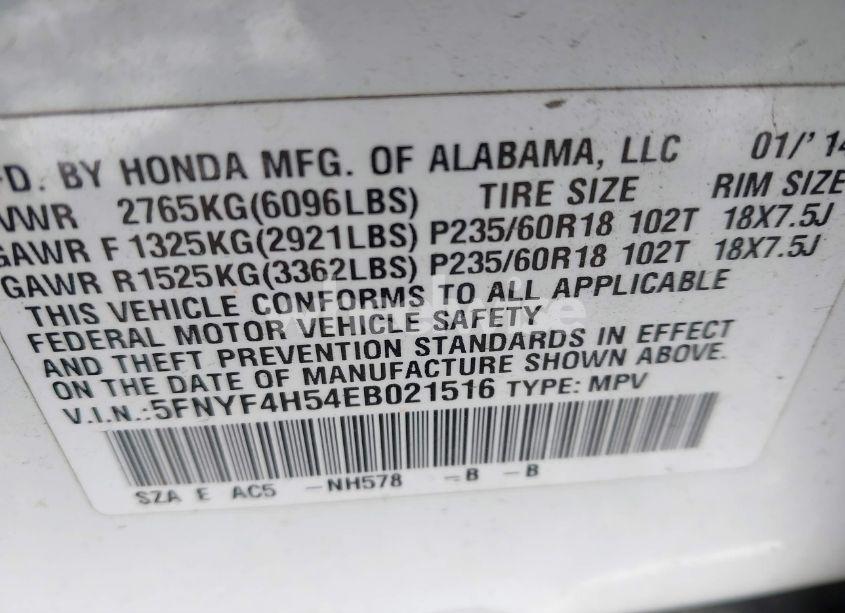 D. BY HONDA MFG. OF ALABAMA, LLC 01/'14
VWR 2765KG(6096LBS) TIRE SIZE RIM SIZE
GAWR F 1325KG(2921LBS) P235/60R18 102T 18X7.5J
GAWR R1525KG(3362LBS) P235/60R18 102T 18X7.5J
THIS VEHICLE CONFORMS TO ALL APPLICABLE
FEDERAL MOTOR VEHICLE SAFETY
AND THEFT PREVENTION STANDARDS IN EFFECT
ON THE DATE OF MANUFACTURE SHOWN ABOVE.
V.I.N.:5FNYF4H54EB021516 TYPE: MPV
SZA E AC5 -NH578 -B -B